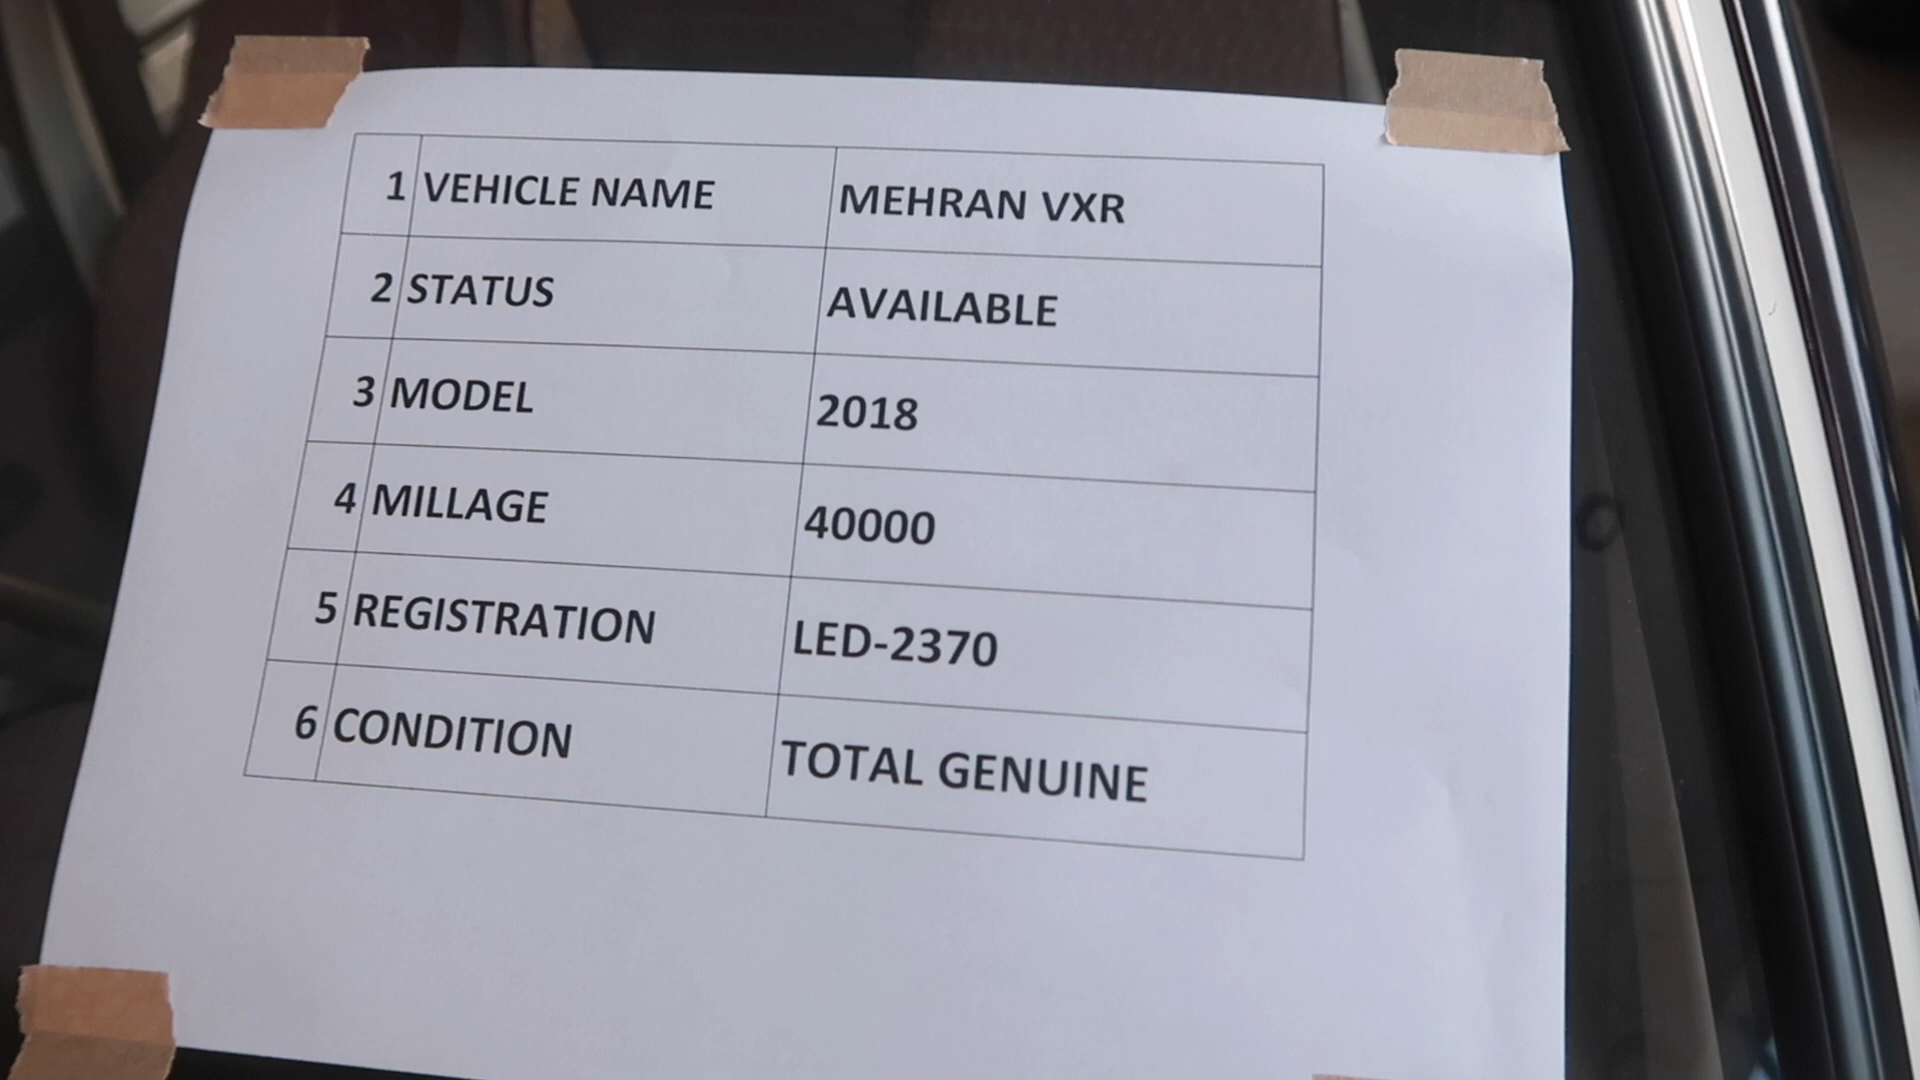 1 VEHICLE NAME MEHRAN VXR
2 STATUS AVAILABLE
3 MODEL 2018
4 MILLAGE 40000
5 REGISTRATION LED-2370
6 CONDITION TOTAL GENUINE